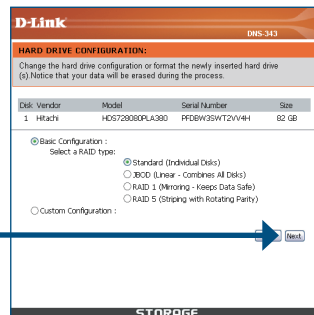 D-Link
DNS-343
HARD DRIVE CONFIGURATION:
Change the hard drive configuration or format the newly inserted hard drive
(s).Notice that your data will be erased during the process.
Disk Vendor Model Serial Number Size
1 Hitachi HDS728080PLA380 PFDBW3SWT2VV4H 82 GB
Basic Configuration :
Select a RAID type:
Standard (Individual Disks)
JBOD (Linear - Combines All Disks)
RAID 1 (Mirroring - Keeps Data Safe)
RAID 5 (Striping with Rotating Parity)
Custom Configuration :
Next
STORAGE